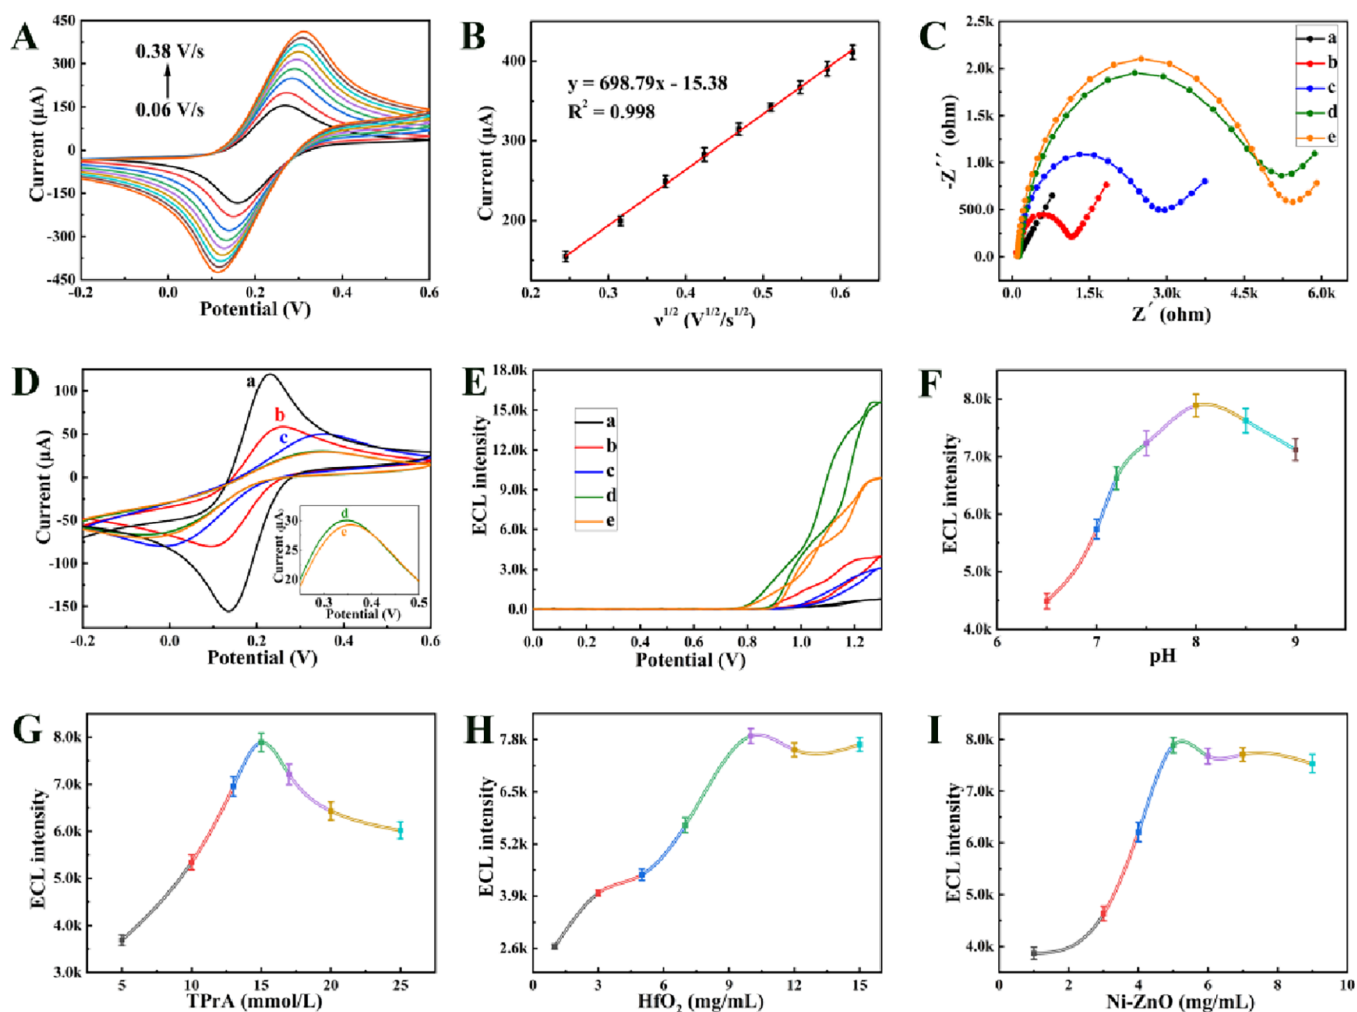 A
450
300
150
0
-150
-300
-450
Current (µA)
0.38 V/s
0.06 V/s
-0.2
0.0
0.2
0.4
0.6
Potential (V)
B
400
300
200
Current (µA)
y = 698.79x - 15.38
R² = 0.998
0.2
0.3
0.4
0.5
0.6
ν^1/2 (V^1/2/s^1/2)
C
2.5k
2.0k
1.5k
1.0k
500.0
0.0
-Z´´ (ohm)
a
b
c
d
e
0.0
1.5k
3.0k
4.5k
6.0k
Z´ (ohm)
D
100
50
0
-50
-100
-150
Current (µA)
a
b
c
30
25
20
Current (µA)
d
e
0.3
0.4
0.5
Potential (V)
-0.2
0.0
0.2
0.4
0.6
Potential (V)
E
18.0k
15.0k
12.0k
9.0k
6.0k
3.0k
0.0
ECL intensity
a
b
c
d
e
0.0
0.2
0.4
0.6
0.8
1.0
1.2
Potential (V)
F
8.0k
7.0k
6.0k
5.0k
4.0k
ECL intensity
6
7
8
9
pH
G
8.0k
7.0k
6.0k
5.0k
4.0k
3.0k
ECL intensity
5
10
15
20
25
TPrA (mmol/L)
H
7.8k
6.5k
5.2k
3.9k
2.6k
ECL intensity
0
3
6
9
12
15
HfO₂ (mg/mL)
I
8.0k
7.0k
6.0k
5.0k
4.0k
ECL intensity
0
2
4
6
8
10
Ni-ZnO (mg/mL)